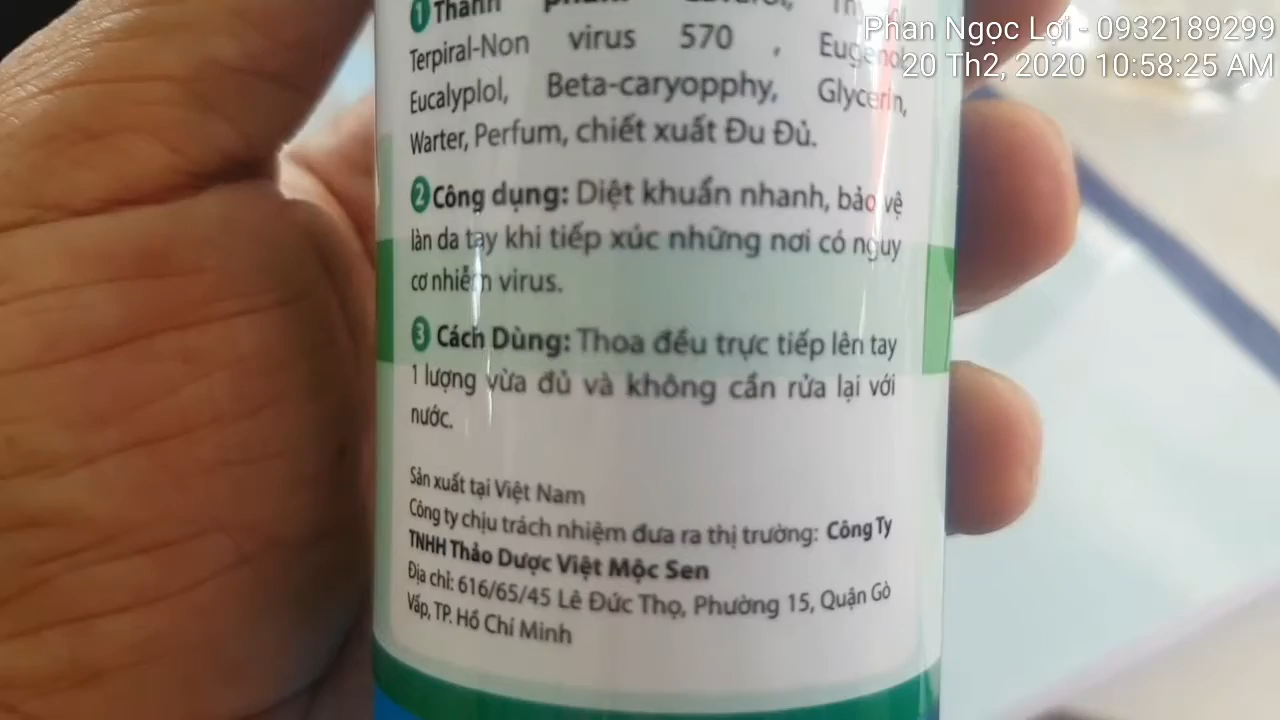 Phan Ngọc Lợi - 0932189299
20 Th2, 2020 10:58:25 AM
1 Thành
Terpiral-Non virus 570 , Eugenol,
Eucalyplol, Beta-caryopphy, Glycerin,
Warter, Perfum, chiết xuất Đu Đủ.
2 Công dụng: Diệt khuẩn nhanh, bảo vệ
làn da tay khi tiếp xúc những nơi có nguy
cơ nhiễm virus.
3 Cách Dùng: Thoa đều trực tiếp lên tay
1 lượng vừa đủ và không cần rửa lại với
nước.
Sản xuất tại Việt Nam
Công ty chịu trách nhiệm đưa ra thị trường: Công Ty
TNHH Thảo Dược Việt Mộc Sen
Địa chỉ: 616/65/45 Lê Đức Thọ, Phường 15, Quận Gò
Vấp, TP. Hồ Chí Minh